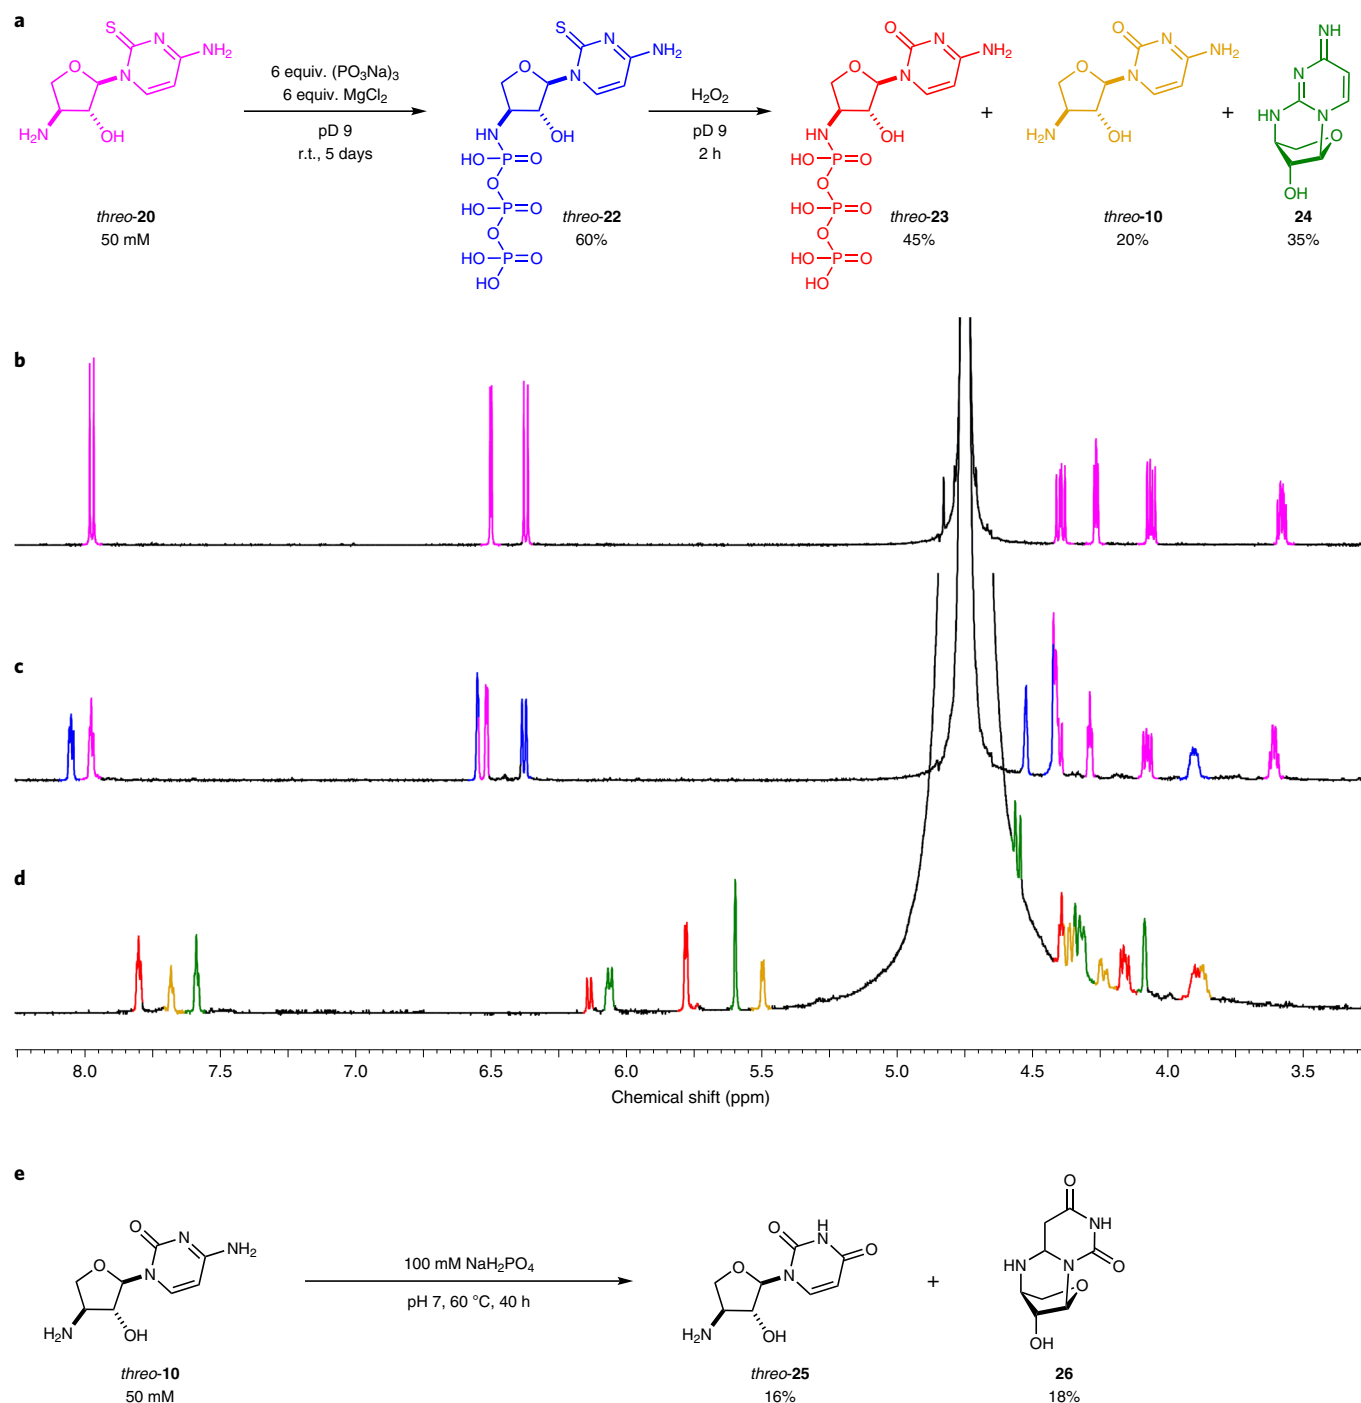 a
S
N
NH2
O
N
H2N
OH
threo-20
50 mM
6 equiv. (PO3Na)3
6 equiv. MgCl2
pD 9
r.t., 5 days
S
N
NH2
O
N
HN
OH
HO P O
O
HO P O
O
HO P O
HO
threo-22
60%
H2O2
pD 9
2 h
O
N
NH2
O
N
HN
OH
HO P O
O
HO P O
O
HO P O
HO
threo-23
45%
+
O
N
NH2
O
N
H2N
OH
threo-10
20%
+
NH
N
HN
N
O
OH
24
35%
b
c
d
8.0 7.5 7.0 6.5 6.0 5.5 5.0 4.5 4.0 3.5
Chemical shift (ppm)
e
O
N
NH2
O
N
H2N
OH
threo-10
50 mM
100 mM NaH2PO4
pH 7, 60 °C, 40 h
O
H
N
O
O
N
H2N
OH
threo-25
16%
+
O
NH
HN
N
O
O
OH
26
18%